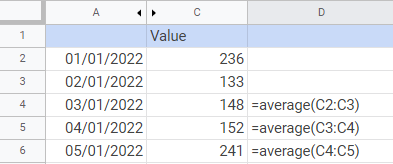 A C D
1 Value
2 01/01/2022 236
3 02/01/2022 133
4 03/01/2022 148 =average(C2:C3)
5 04/01/2022 152 =average(C3:C4)
6 05/01/2022 241 =average(C4:C5)